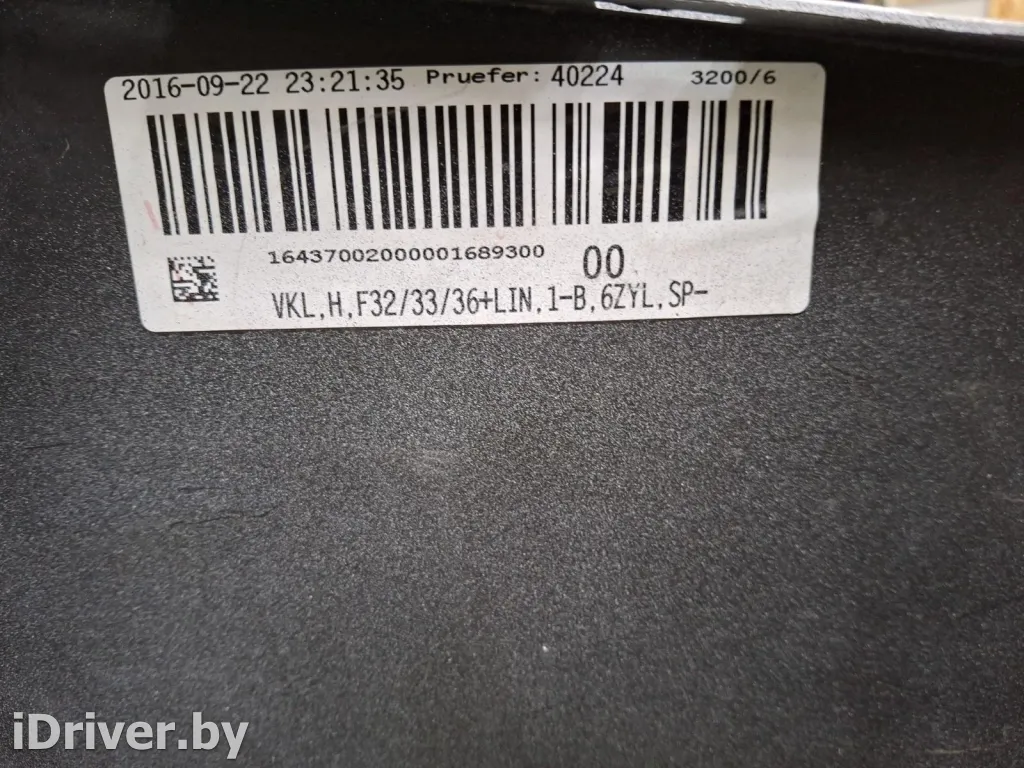 2016-09-22 23:21:35 Pruefer: 40224 3200/6
16437002000001689300 00
VKL,H,F32/33/36+LIN,1-B,6ZYL,SP-
iDriver.by